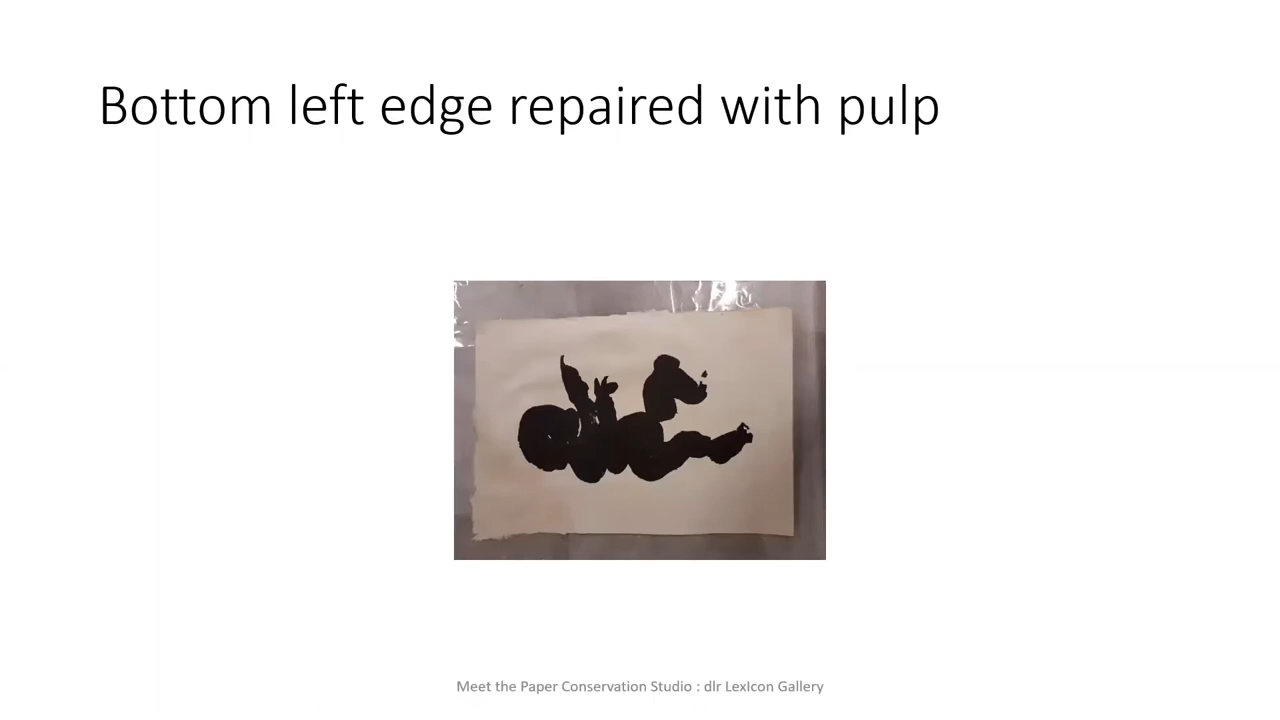 Bottom left edge repaired with pulp
Meet the Paper Conservation Studio : dlr LexIcon Gallery